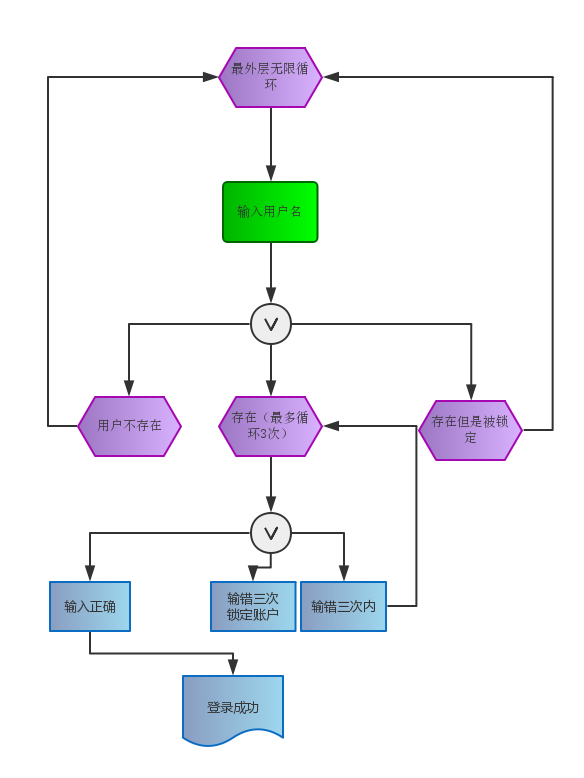 最外层无限循
环
输入用户名
用户不存在
存在（最多循
环3次）
存在但是被锁
定
输入正确
输错三次
锁定账户
输错三次内
登录成功